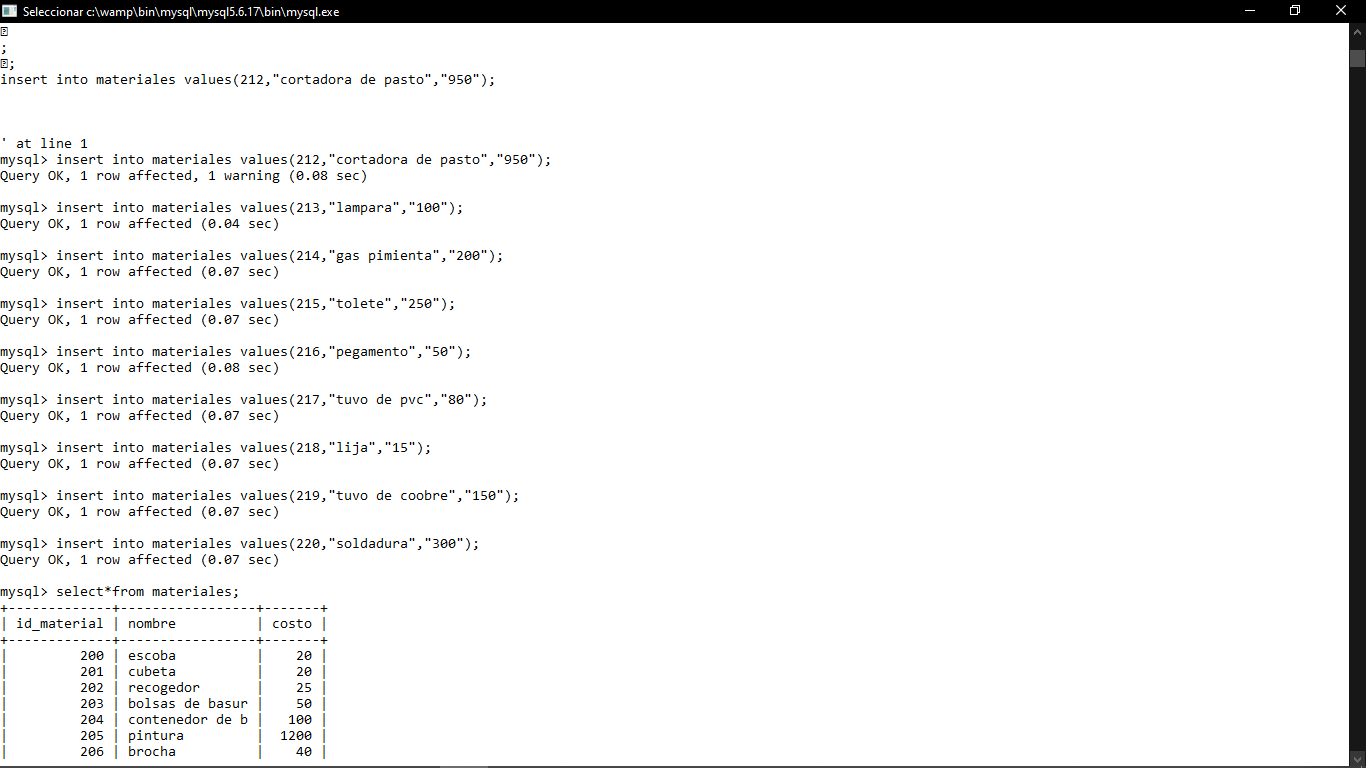 Seleccionar c:\wamp\bin\mysql\mysql5.6.17\bin\mysql.exe
;
;
insert into materiales values(212,"cortadora de pasto","950");
' at line 1
mysql> insert into materiales values(212,"cortadora de pasto","950");
Query OK, 1 row affected, 1 warning (0.08 sec)
mysql> insert into materiales values(213,"lampara","100");
Query OK, 1 row affected (0.04 sec)
mysql> insert into materiales values(214,"gas pimienta","200");
Query OK, 1 row affected (0.07 sec)
mysql> insert into materiales values(215,"tolete","250");
Query OK, 1 row affected (0.07 sec)
mysql> insert into materiales values(216,"pegamento","50");
Query OK, 1 row affected (0.08 sec)
mysql> insert into materiales values(217,"tuvo de pvc","80");
Query OK, 1 row affected (0.07 sec)
mysql> insert into materiales values(218,"lija","15");
Query OK, 1 row affected (0.07 sec)
mysql> insert into materiales values(219,"tuvo de coobre","150");
Query OK, 1 row affected (0.07 sec)
mysql> insert into materiales values(220,"soldadura","300");
Query OK, 1 row affected (0.07 sec)
mysql> select*from materiales;
+-------------+-----------------+-------+
| id_material | nombre          | costo |
+-------------+-----------------+-------+
|         200 | escoba          |    20 |
|         201 | cubeta          |    20 |
|         202 | recogedor       |    25 |
|         203 | bolsas de basur |    50 |
|         204 | contenedor de b |   100 |
|         205 | pintura         |  1200 |
|         206 | brocha          |    40 |